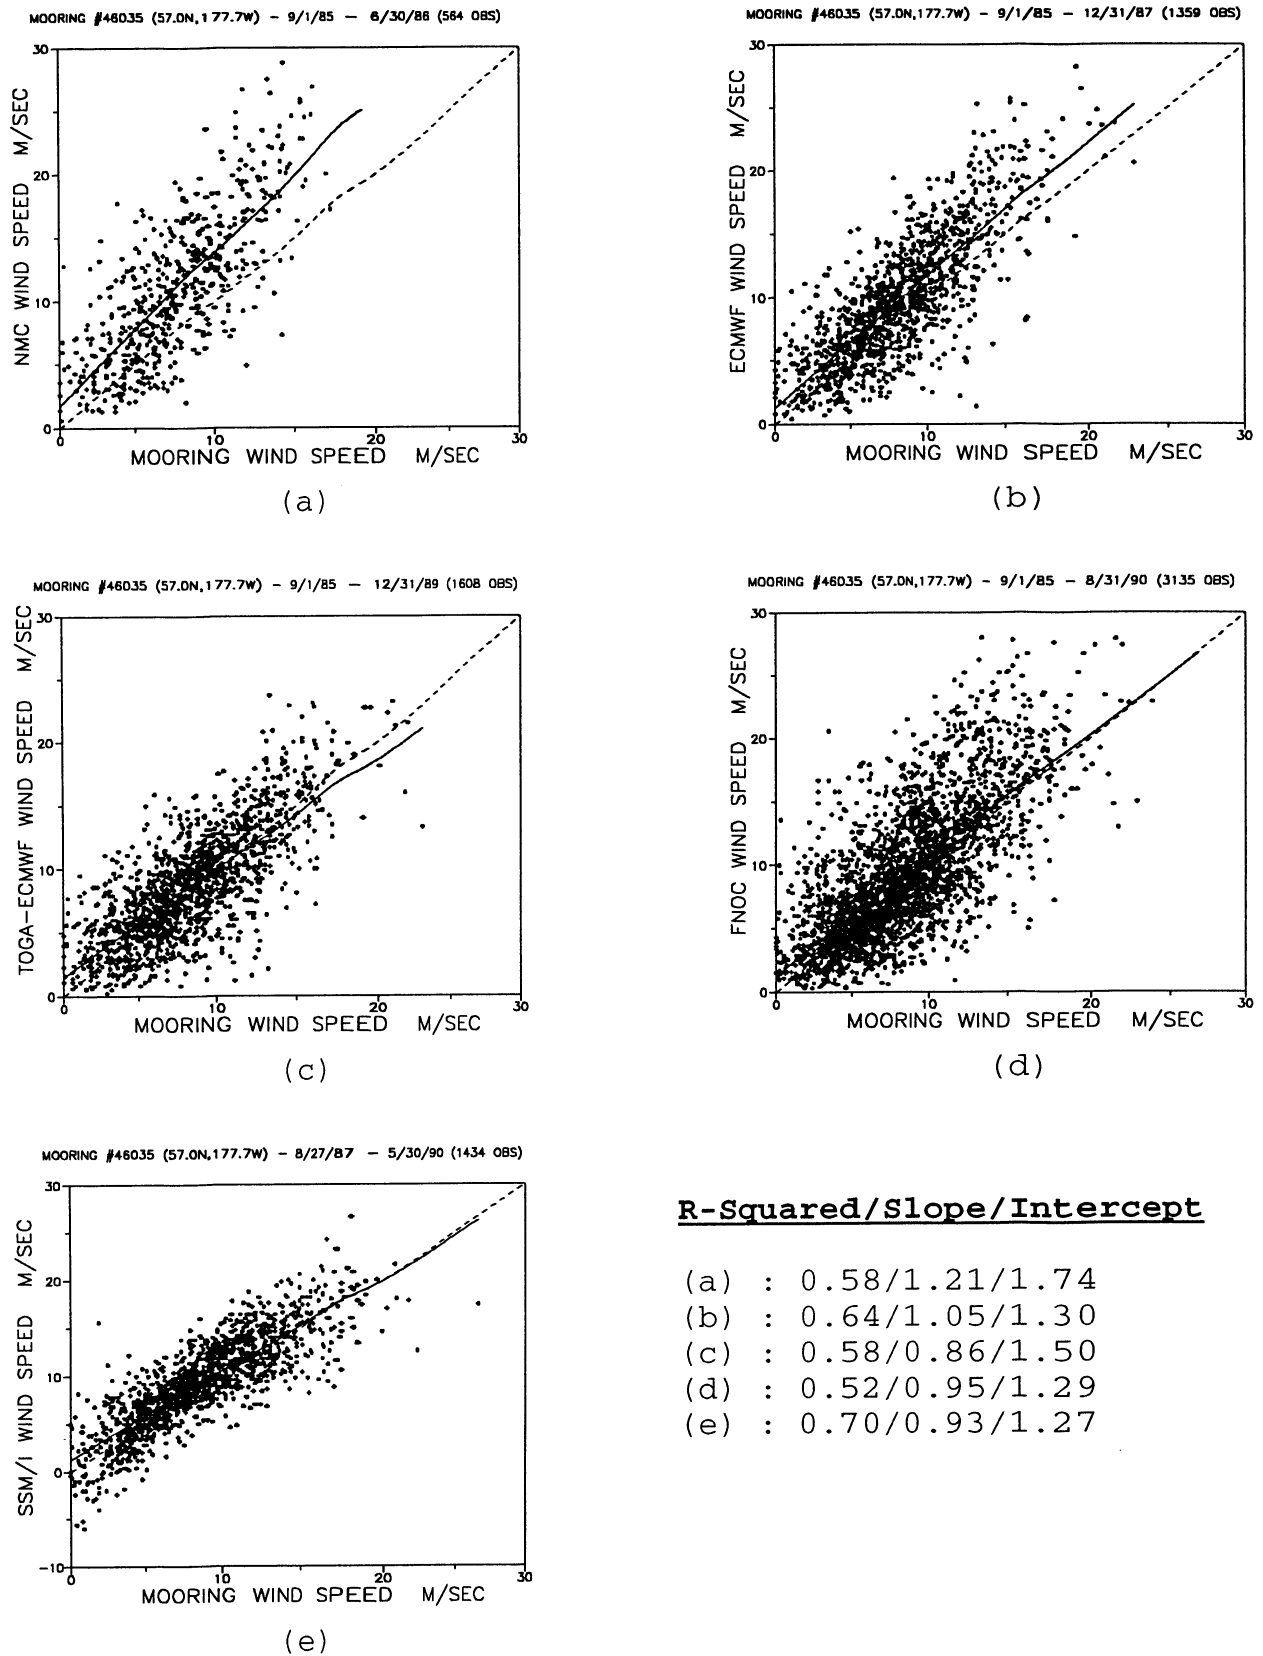 MOORING #46035 (57.0N,177.7W) - 9/1/85 - 6/30/86 (564 OBS)
NMC WIND SPEED M/SEC
30
20
10
0
0 10 20 30
MOORING WIND SPEED M/SEC
(a)
MOORING #46035 (57.0N,177.7W) - 9/1/85 - 12/31/87 (1359 OBS)
ECMWF WIND SPEED M/SEC
30
20
10
0
0 10 20 30
MOORING WIND SPEED M/SEC
(b)
MOORING #46035 (57.0N,177.7W) - 9/1/85 - 12/31/89 (1608 OBS)
TOGA-ECMWF WIND SPEED M/SEC
30
20
10
0
0 10 20 30
MOORING WIND SPEED M/SEC
(c)
MOORING #46035 (57.0N,177.7W) - 9/1/85 - 8/31/90 (3135 OBS)
FNOC WIND SPEED M/SEC
30
20
10
0
0 10 20 30
MOORING WIND SPEED M/SEC
(d)
MOORING #46035 (57.0N,177.7W) - 8/27/87 - 5/30/90 (1434 OBS)
SSM/I WIND SPEED M/SEC
30
20
10
0
-10
0 10 20 30
MOORING WIND SPEED M/SEC
(e)
R-Squared/Slope/Intercept
(a) : 0.58/1.21/1.74
(b) : 0.64/1.05/1.30
(c) : 0.58/0.86/1.50
(d) : 0.52/0.95/1.29
(e) : 0.70/0.93/1.27